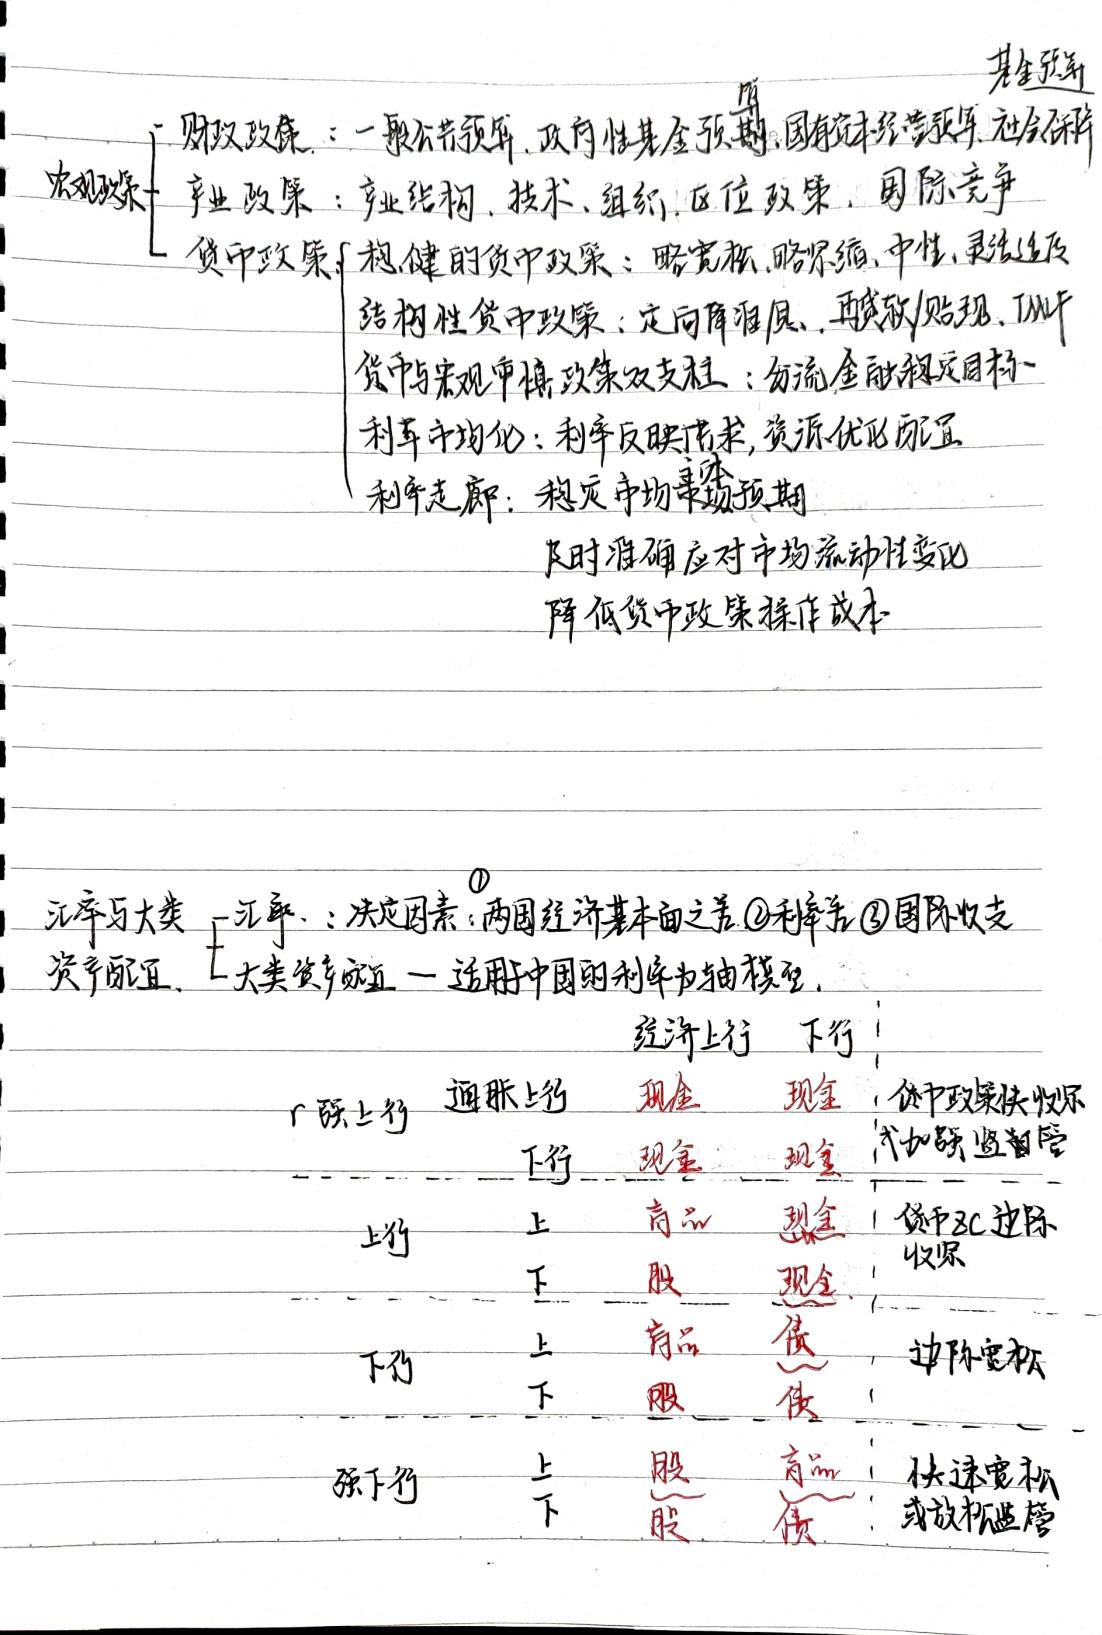 基金预算
财政政策：一般公共预算、政府性基金预算、国有资本经营预算、社会保障
宏观政策
产业政策：产业结构、技术、组织、区位政策、国际竞争
货币政策 稳健的货币政策：略宽松、略紧缩、中性、灵活适度
结构性货币政策：定向降准/息、再贷款/贴现、TMLF
货币与宏观审慎政策双支柱：分流金融稳定目标
利率市场化：利率反映需求，资源优化配置
利率走廊：稳定市场主体预期
及时准确应对市场流动性变化
降低货币政策操作成本
汇率与大类 汇率：决定因素：①两国经济基本面之差②利率差③国际收支
资产配置 大类资产配置—适用于中国的利率为轴模型.
经济上行 下行
r强上行 通胀上行 现金 现金 货币政策快收紧
下行 现金 现金 或加强监管
上行 上 商品 现金 货币ZC边际
收紧
下 股 现金
下行 上 商品 债 边际宽松
下 股 债
强下行 上 股 商品 快速宽松
下 股 债 或放松监管